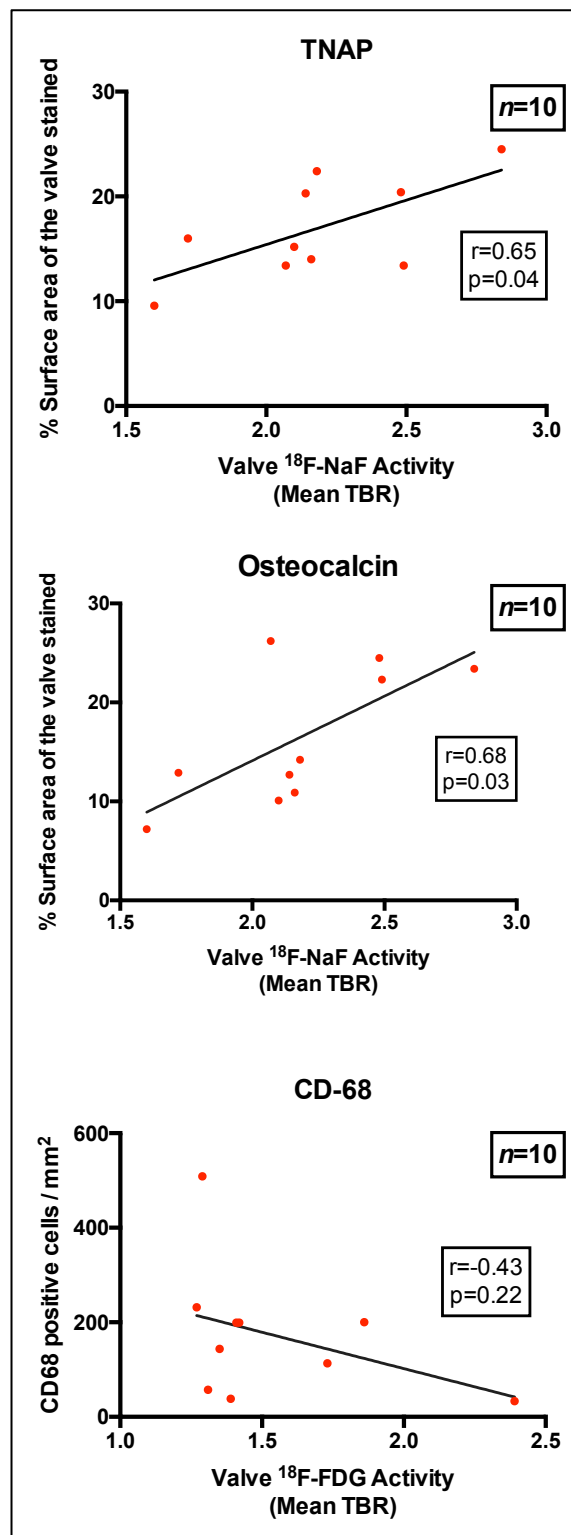 TNAP
n=10
% Surface area of the valve stained
30
20
10
0
r=0.65
p=0.04
1.5 2.0 2.5 3.0
Valve ¹⁸F-NaF Activity
(Mean TBR)
Osteocalcin
n=10
% Surface area of the valve stained
30
20
10
0
r=0.68
p=0.03
1.5 2.0 2.5 3.0
Valve ¹⁸F-NaF Activity
(Mean TBR)
CD-68
n=10
CD68 positive cells / mm²
600
400
200
0
r=-0.43
p=0.22
1.0 1.5 2.0 2.5
Valve ¹⁸F-FDG Activity
(Mean TBR)